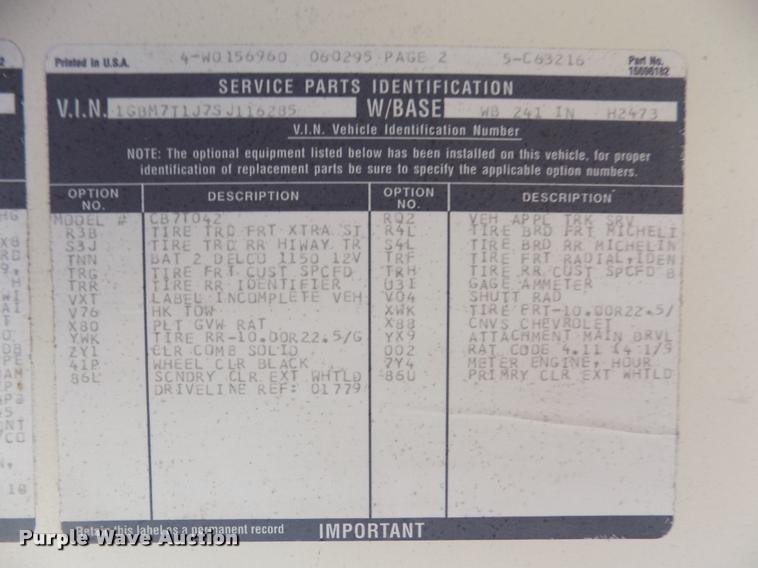 Printed in U.S.A. 4-W0156960 060295 PAGE 2 5-C63216 Part No. 15696182
SERVICE PARTS IDENTIFICATION
V.I.N. 1GBM7T1J7SJ116285 W/BASE WB 241 IN H2473
V.I.N. Vehicle Identification Number
NOTE: The optional equipment listed below has been installed on this vehicle, for proper
identification of replacement parts be sure to specify the applicable option numbers.
OPTION NO. DESCRIPTION OPTION NO. DESCRIPTION
MODEL # CB7T042 RQ2 VEH APPL TRK SRV
R3B TIRE TRD FRT XTRA ST R4L TIRE BRD FRT MICHELI
S3J TIRE TRD RR HIWAY TR S4L TIRE BRD RR MICHELIN
TNN BAT 2 DELCO 1150 12V TRF TIRE FRT RADIAL,IDEN
TRG TIRE FRT CUST SPCFD TRH TIRE RR CUST SPCFD B
TRR TIRE RR IDENTIFIER U3I GAGE AMMETER
VXT LABEL INCOMPLETE VEH V04 SHUTT RAD
V76 HK TOW XWK TIRE FRT-10.00R22.5/
X80 PLT GVW RAT X88 CNVS CHEVROLET
YWK TIRE RR-10.00R22.5/G YX9 ATTACHMENT MAIN BRVL
ZY1 CLR COMB SOLID 002 RAT CODE 4.11
41P WHEEL CLR BLACK 7Y4 METER ENGINE, HOUR
86L SCNDRY CLR EXT WHTLD 86U PRIMRY CLR EXT WHTLD
DRIVELINE REF: 01779
Retain this label as a permanent record IMPORTANT
Purple Wave Auction